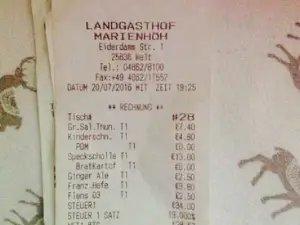 LANDGASTHOF
MARIENHOH
Eiderdamm Str. 1
25836 Welt
Tel.: 04862/8100
Fax:+49 4862/17557
DATUM 20/07/2016 MIT ZEIT 19:25
** RECHNUNG **
Tisch# #28
Gr.Sal.Thun. T1 €7.40
Kinderschn. T1 €4.80
POM T1 €0.00
Speckscholle T1 €13.00
BratKartof T1 €0.00
Ginger Ale T1 €2.50
Franz.Hefe T1 €3.80
Flens 03 T1 €2.50
STEUER1 €34.00
STEUER 1 SATZ 19.000%